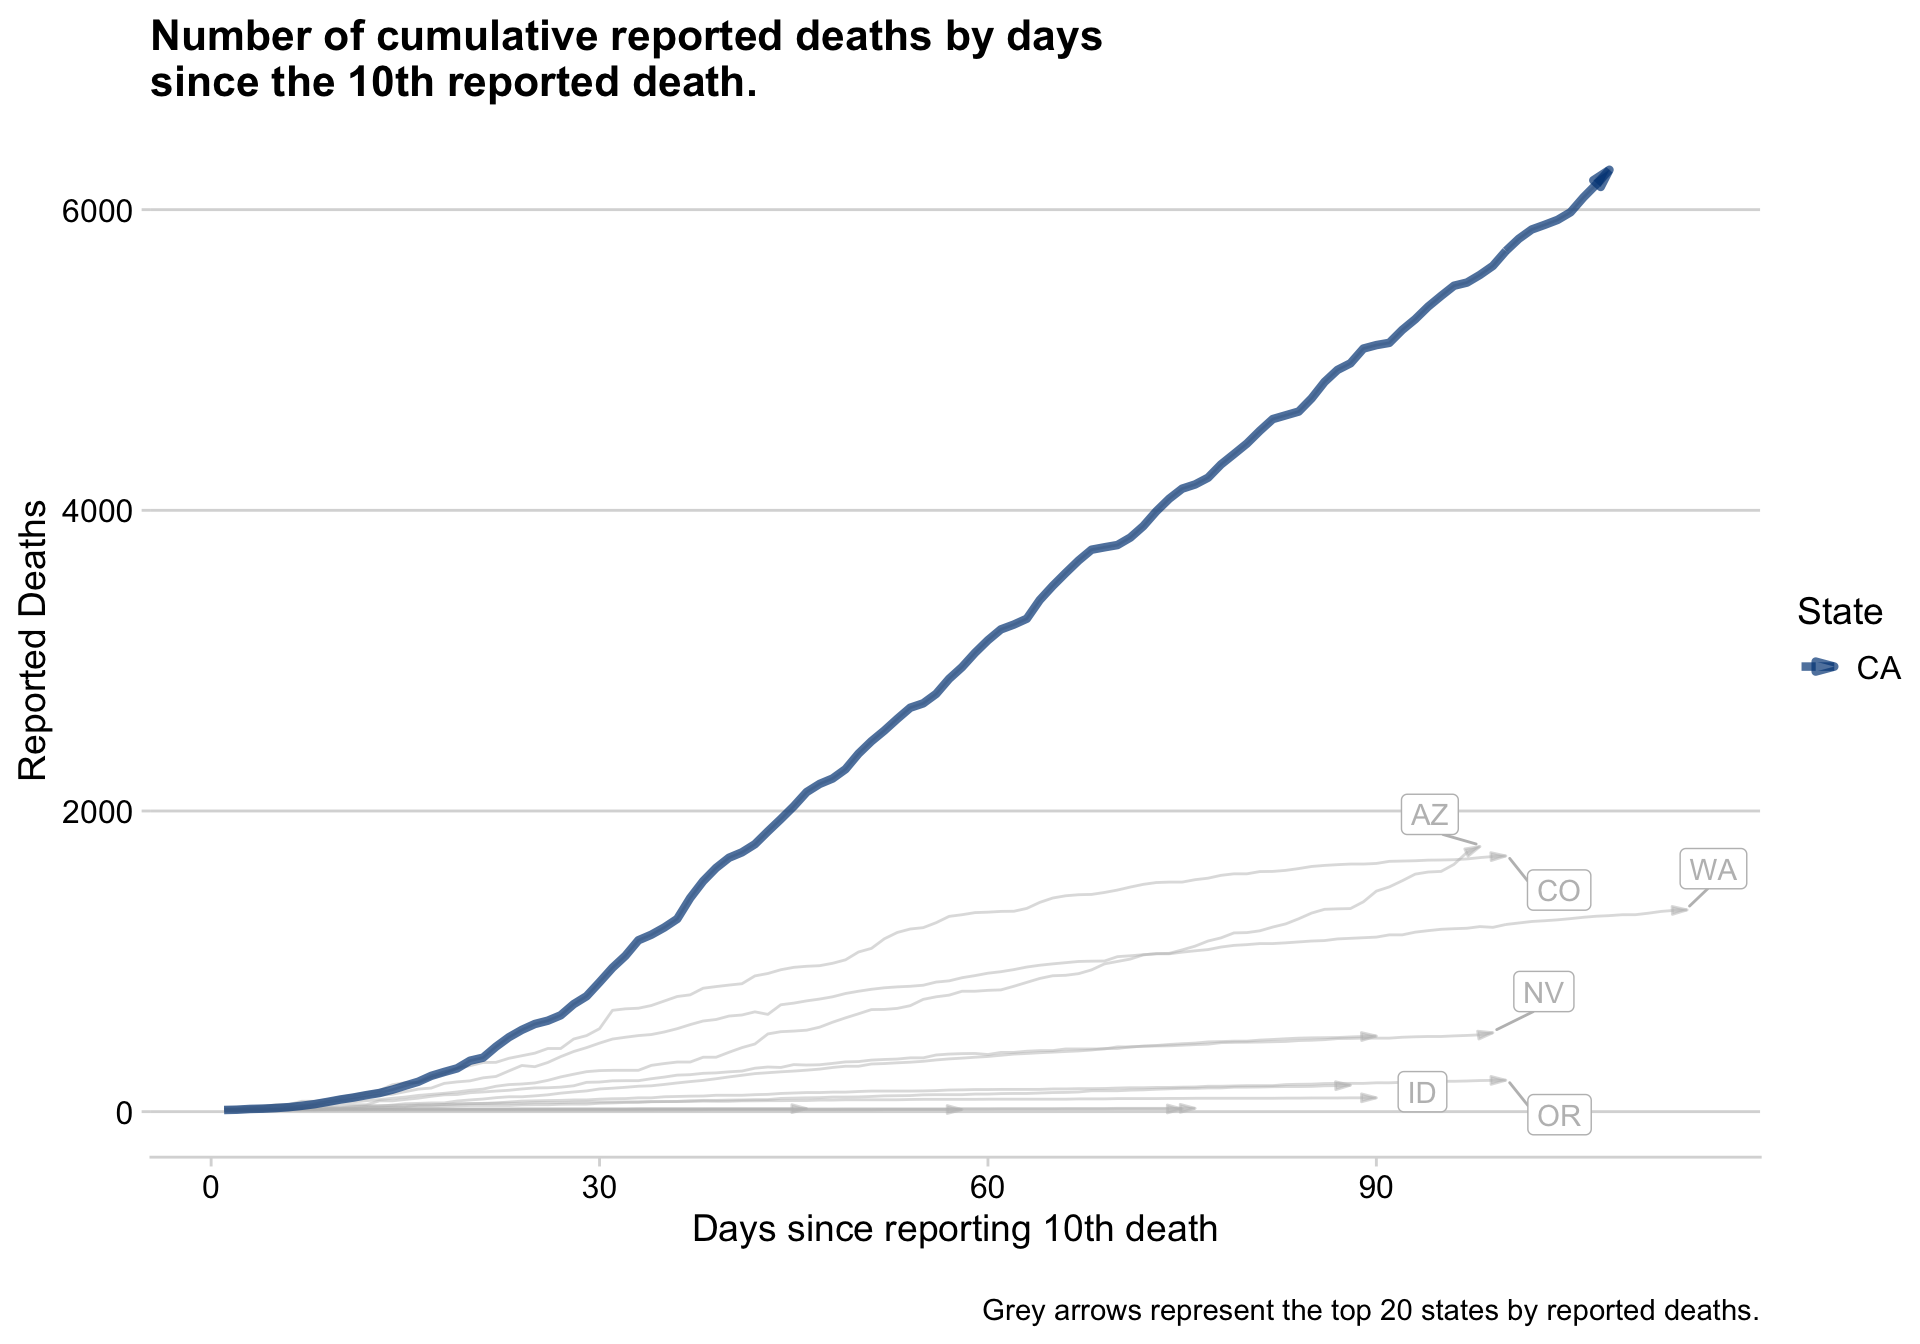 Number of cumulative reported deaths by days
since the 10th reported death.
Reported Deaths
6000
4000
2000
0
AZ
CO
WA
NV
ID
OR
State
CA
0 30 60 90
Days since reporting 10th death
Grey arrows represent the top 20 states by reported deaths.